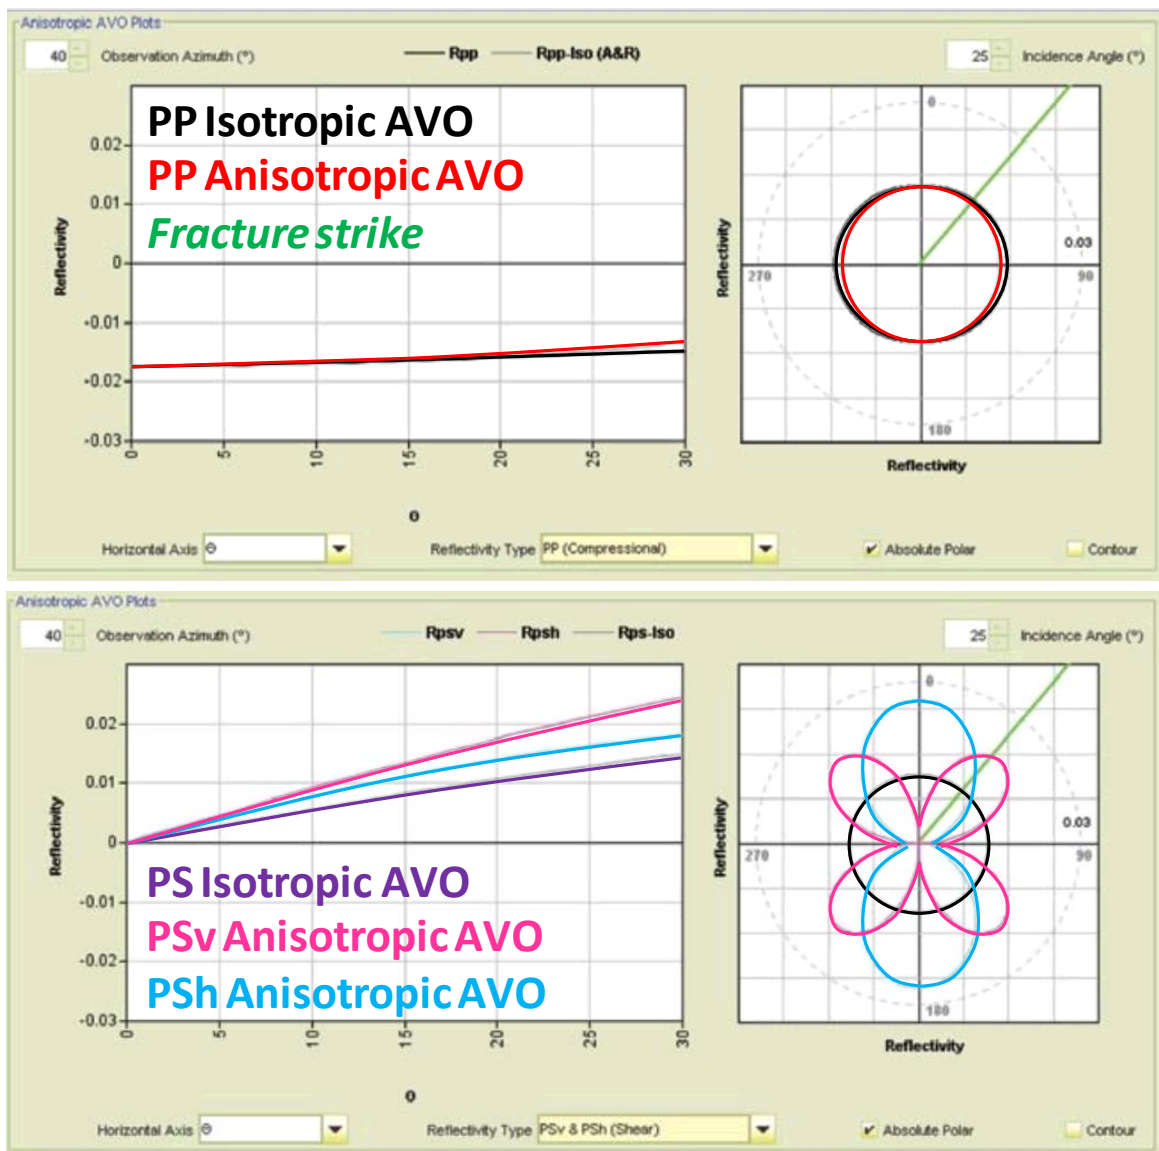 Anisotropic AVO Plots
40 Observation Azimuth (°) Rpp Rpp-Iso (A&R) 25 Incidence Angle (°)
PP Isotropic AVO
PP Anisotropic AVO
Fracture strike
Reflectivity
0.02
0.01
0
-0.01
-0.02
-0.03
0 5 10 15 20 25 30
Θ
Reflectivity
0
0.03
270 90
180
Reflectivity
Horizontal Axis Θ Reflectivity Type PP (Compressional) Absolute Polar Contour
Anisotropic AVO Plots
40 Observation Azimuth (°) Rpsv Rpsh Rps-Iso 25 Incidence Angle (°)
Reflectivity
0.02
0.01
0
-0.01
-0.02
-0.03
PS Isotropic AVO
PSv Anisotropic AVO
PSh Anisotropic AVO
0 5 10 15 20 25 30
Θ
Reflectivity
0
0.03
270 90
180
Reflectivity
Horizontal Axis Θ Reflectivity Type PSv & PSh (Shear) Absolute Polar Contour